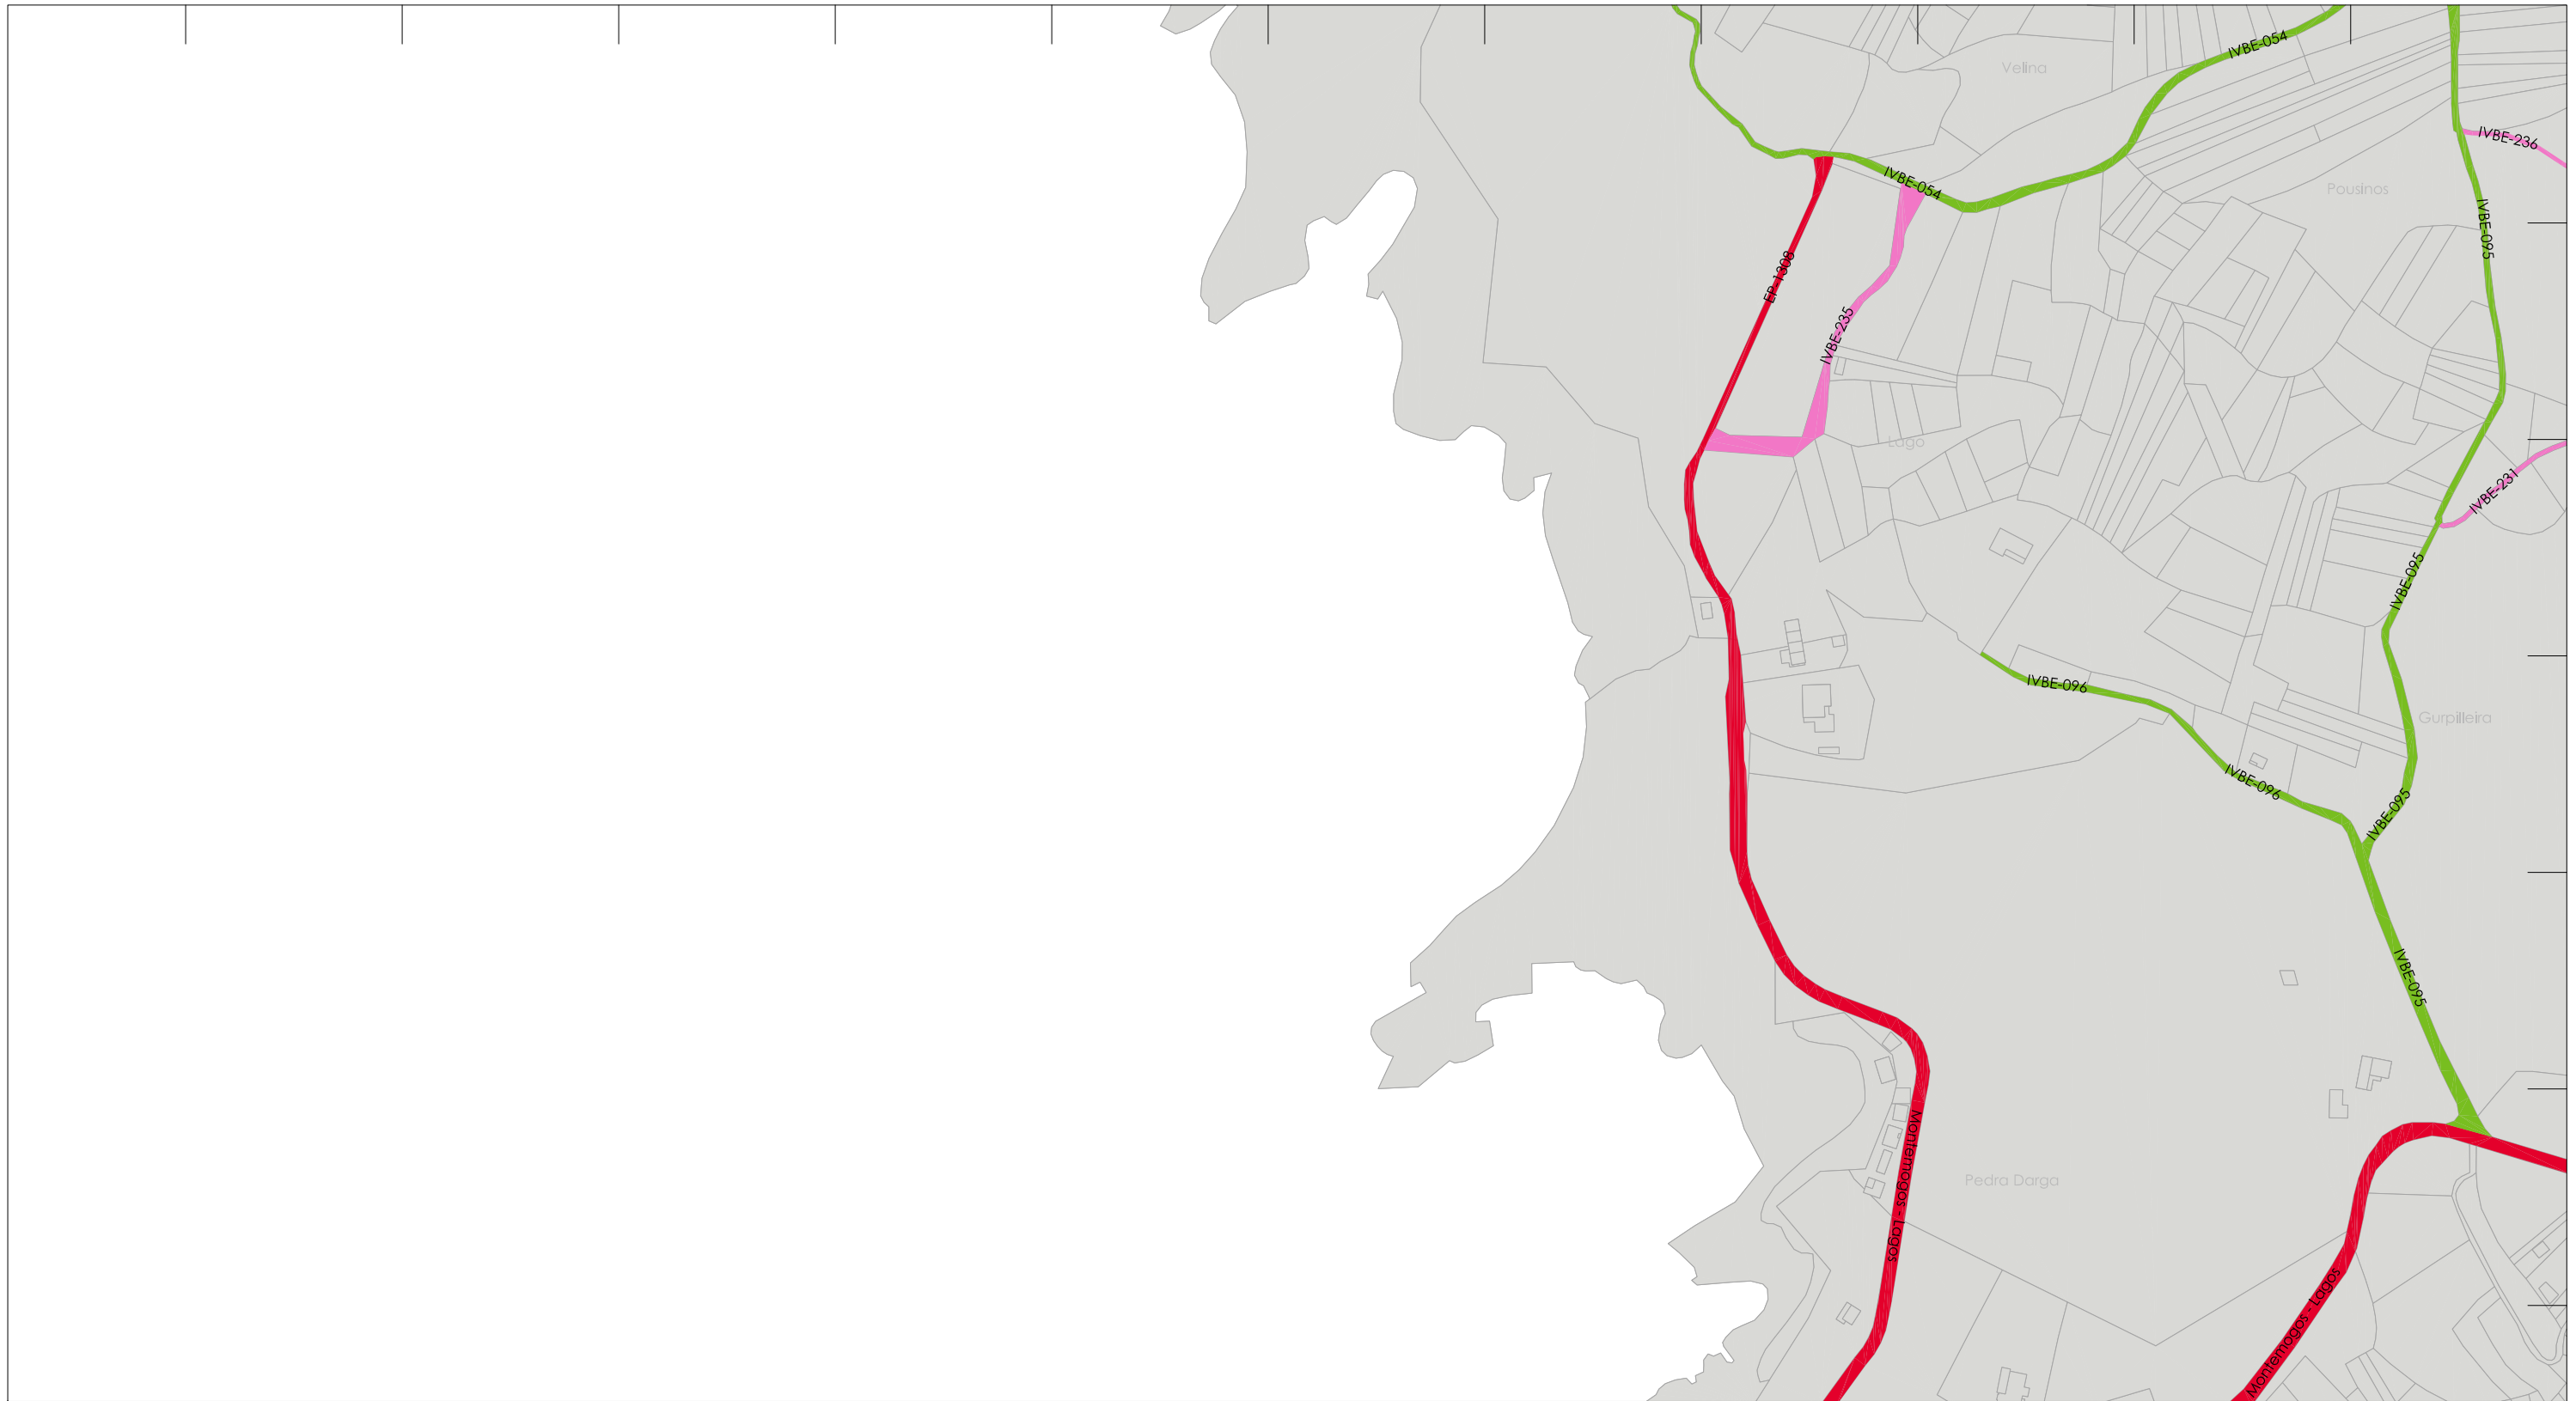 IVBE-054
Velina
IVBE-236
IVBE-054
Pousinos
IVBE-095
EP-1308
IVBE-235
Lago
IVBE-231
IVBE-095
IVBE-096
Gurpilleira
IVBE-096
IVBE-095
IVBE-095
Montemogos - Lagos
Pedra Darga
Montemogos - Lagos